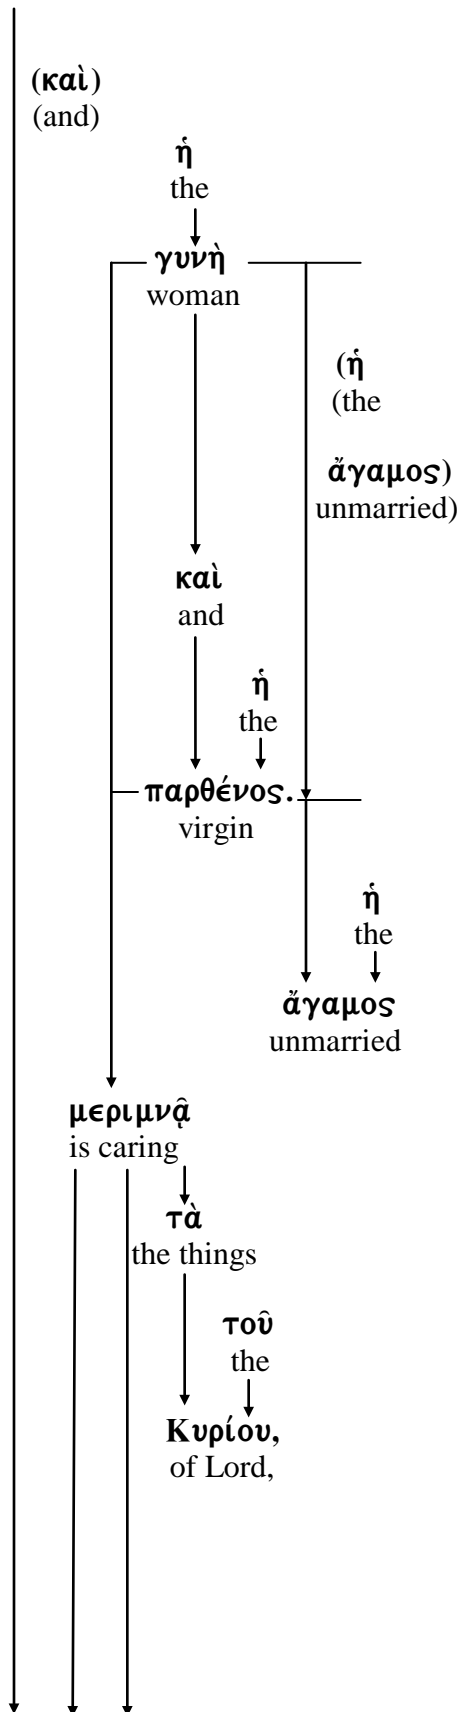 (καὶ)
(and)
ἡ
the
γυνὴ
woman
(ἡ
(the
ἄγαμος)
unmarried)
καὶ
and
ἡ
the
παρθένος.
virgin
ἡ
the
ἄγαμος
unmarried
μεριμνᾷ
is caring
τὰ
the things
τοῦ
the
Κυρίου,
of Lord,